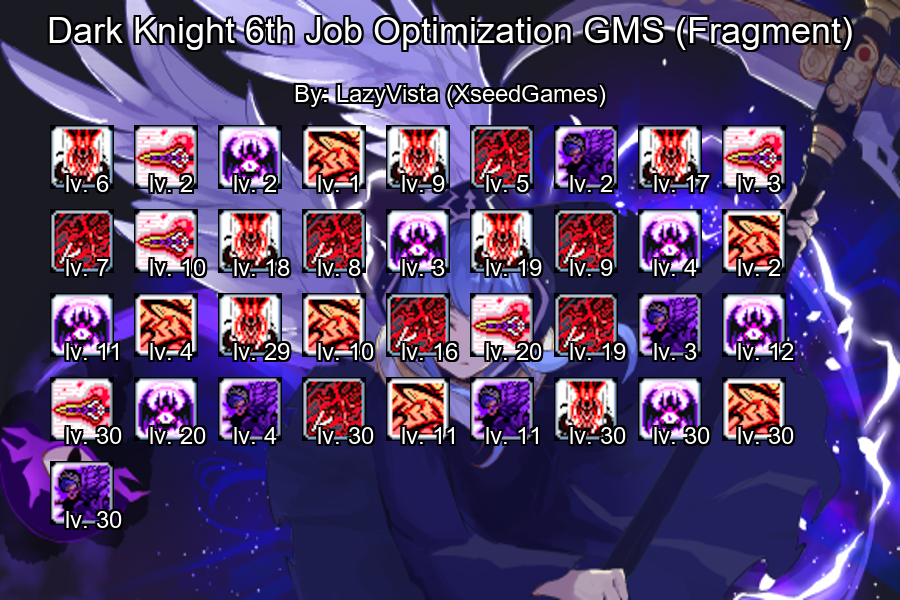 Dark Knight 6th Job Optimization GMS (Fragment)
By: LazyVista (XseedGames)
lv. 6 lv. 2 lv. 2 lv. 1 lv. 9 lv. 5 lv. 2 lv. 17 lv. 3
lv. 7 lv. 10 lv. 18 lv. 8 lv. 3 lv. 19 lv. 9 lv. 4 lv. 2
lv. 11 lv. 4 lv. 29 lv. 10 lv. 16 lv. 20 lv. 19 lv. 3 lv. 12
lv. 30 lv. 20 lv. 4 lv. 30 lv. 11 lv. 11 lv. 30 lv. 30 lv. 30
lv. 30